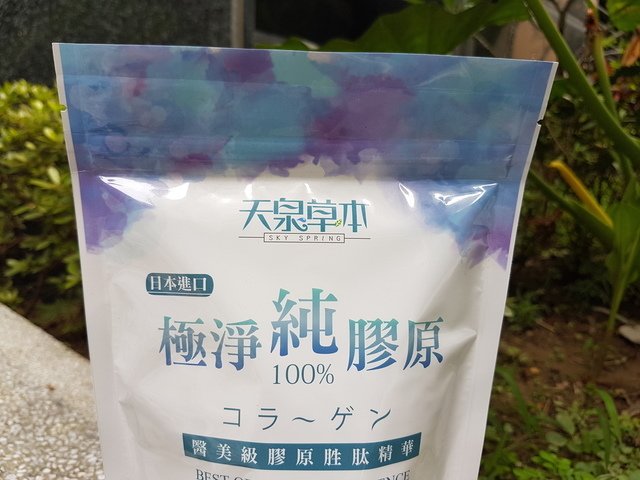 天泉草本
SKY SPRING
日本進口
極淨純膠原
100%
コラ～ゲン
醫美級膠原胜肽精華
BEST